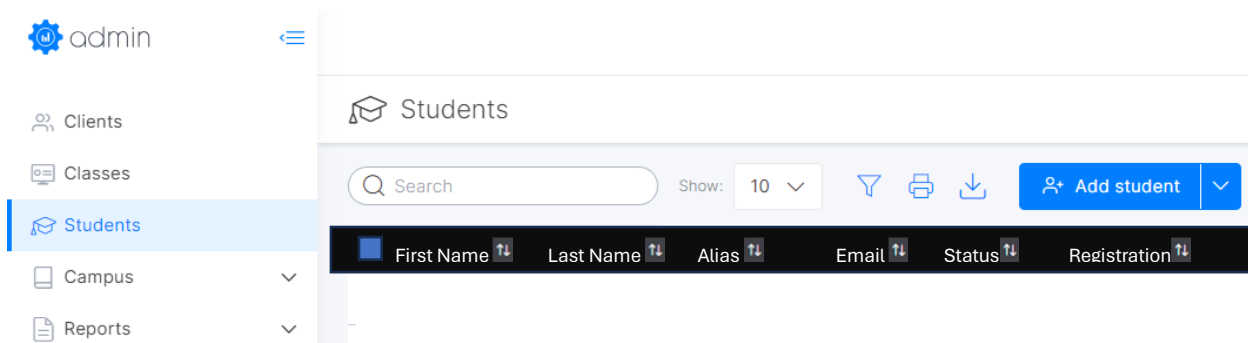 admin
Clients
Classes
Students
Campus
Reports
Students
Search Show: 10 Add student
First Name Last Name Alias Email Status Registration